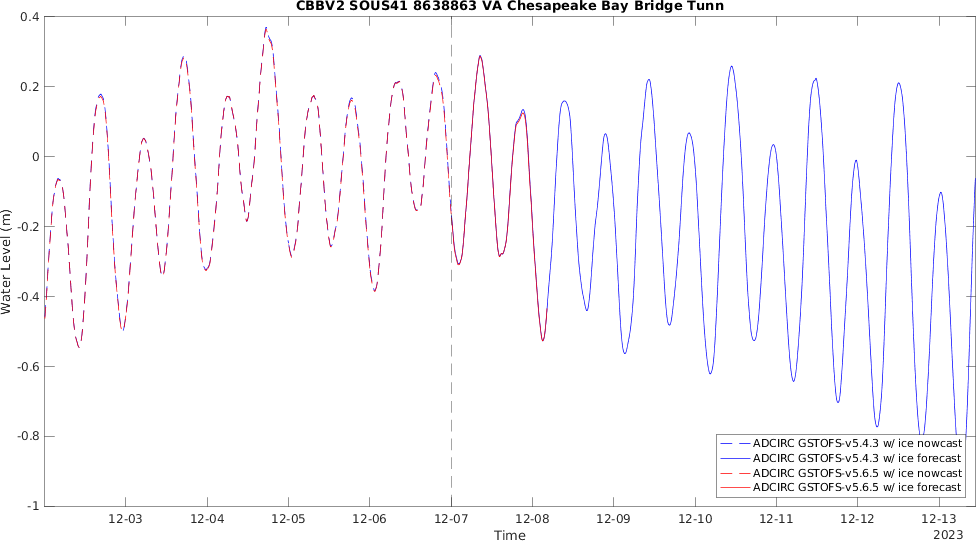 CBBV2 SOUS41 8638863 VA Chesapeake Bay Bridge Tunn
0.4
0.2
0
-0.2
-0.4
-0.6
-0.8
-1
Water Level (m)
12-03 12-04 12-05 12-06 12-07 12-08 12-09 12-10 12-11 12-12 12-13
Time
2023
ADCIRC GSTOFS-v5.4.3 w/ ice nowcast
ADCIRC GSTOFS-v5.4.3 w/ ice forecast
ADCIRC GSTOFS-v5.6.5 w/ ice nowcast
ADCIRC GSTOFS-v5.6.5 w/ ice forecast